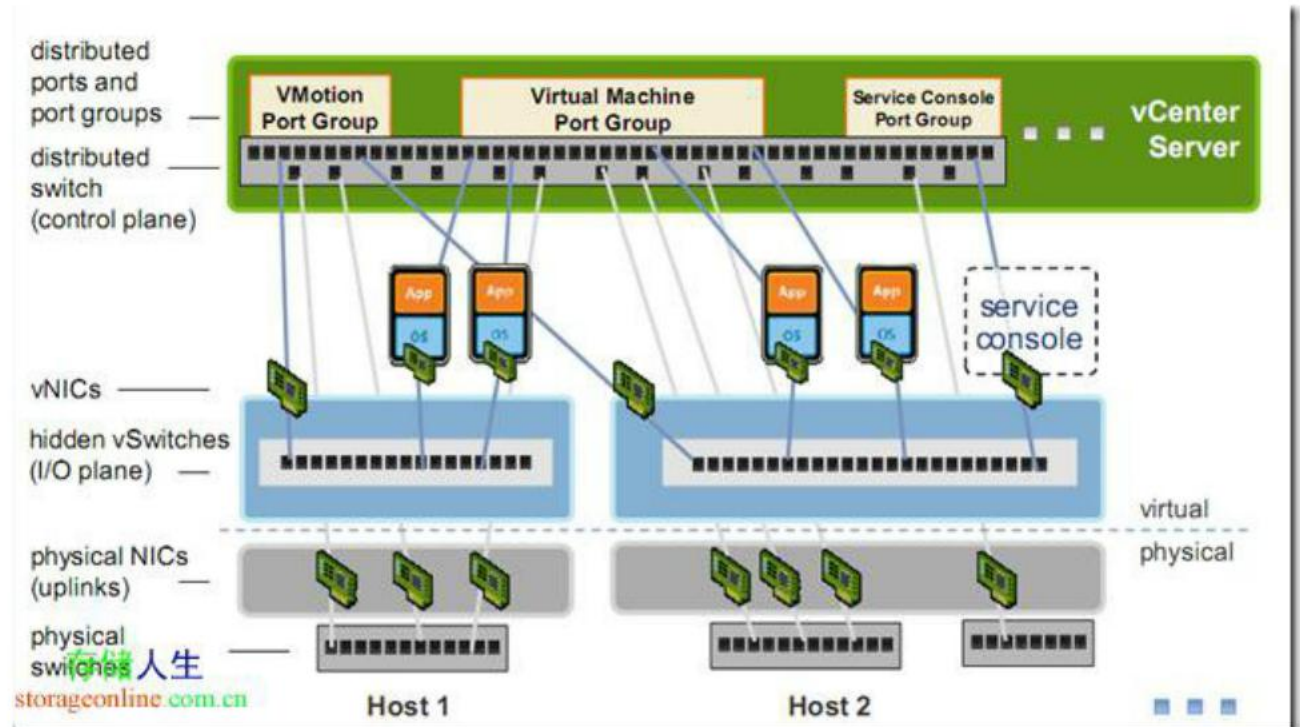 distributed
ports and
port groups
distributed
switch
(control plane)
VMotion
Port Group
Virtual Machine
Port Group
Service Console
Port Group
vCenter
Server
App
OS
App
OS
App
OS
App
OS
service
console
vNICs
hidden vSwitches
(I/O plane)
virtual
physical
physical NICs
(uplinks)
physical
switches
存储人生
storageonline.com.cn
Host 1
Host 2